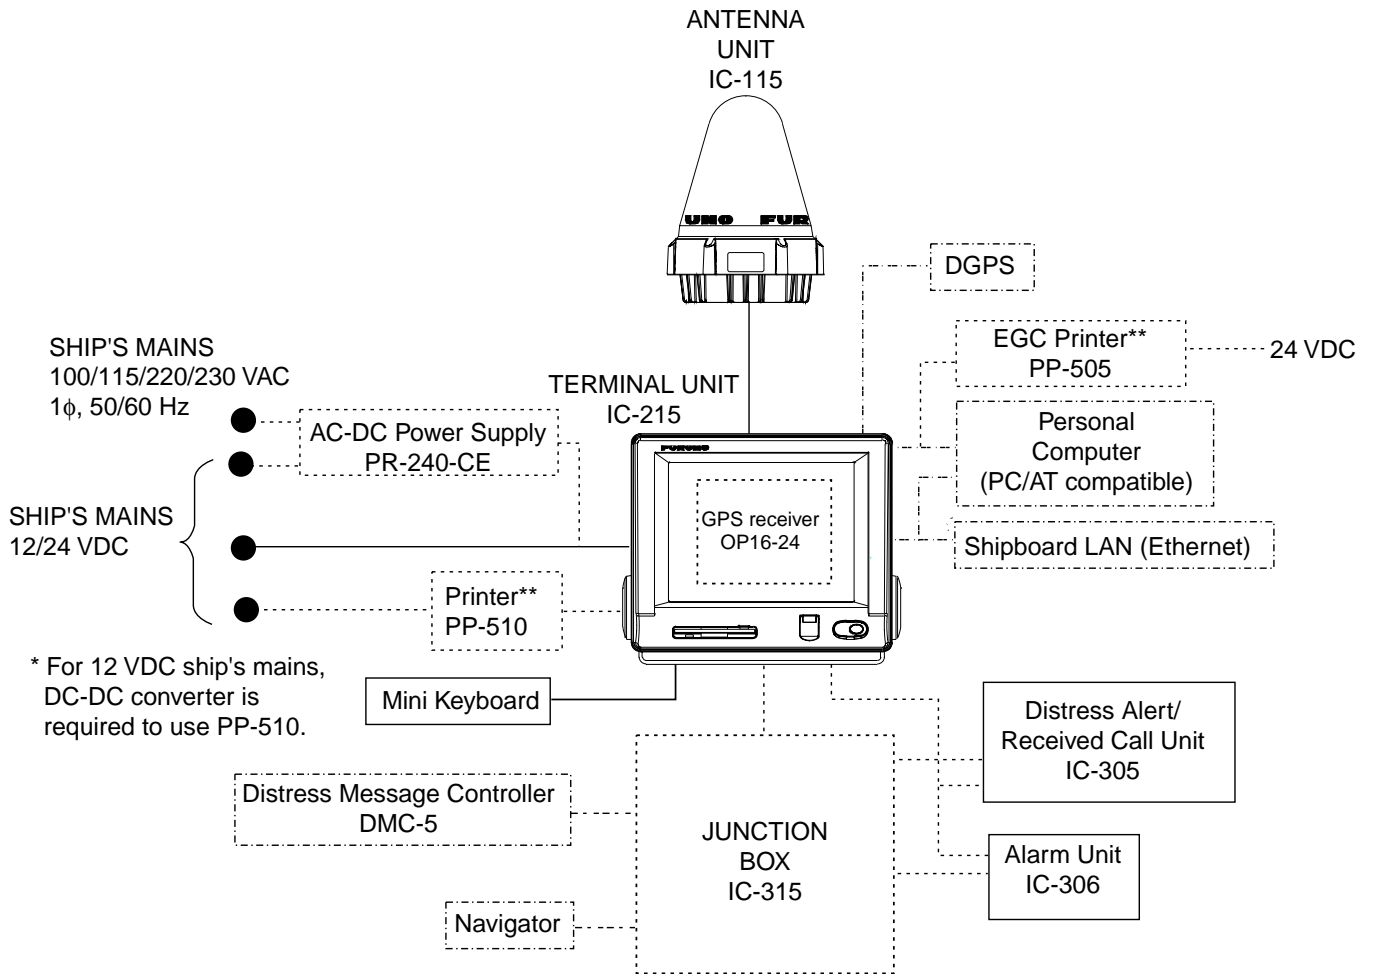 ANTENNA
UNIT
IC-115
UNO FUR
DGPS
EGC Printer**
PP-505
24 VDC
SHIP'S MAINS
100/115/220/230 VAC
1ϕ, 50/60 Hz
TERMINAL UNIT
IC-215
AC-DC Power Supply
PR-240-CE
FURUNO
Personal
Computer
(PC/AT compatible)
SHIP'S MAINS
12/24 VDC
GPS receiver
OP16-24
Shipboard LAN (Ethernet)
Printer**
PP-510
* For 12 VDC ship's mains,
DC-DC converter is
required to use PP-510.
Mini Keyboard
Distress Alert/
Received Call Unit
IC-305
Distress Message Controller
DMC-5
JUNCTION
BOX
IC-315
Alarm Unit
IC-306
Navigator